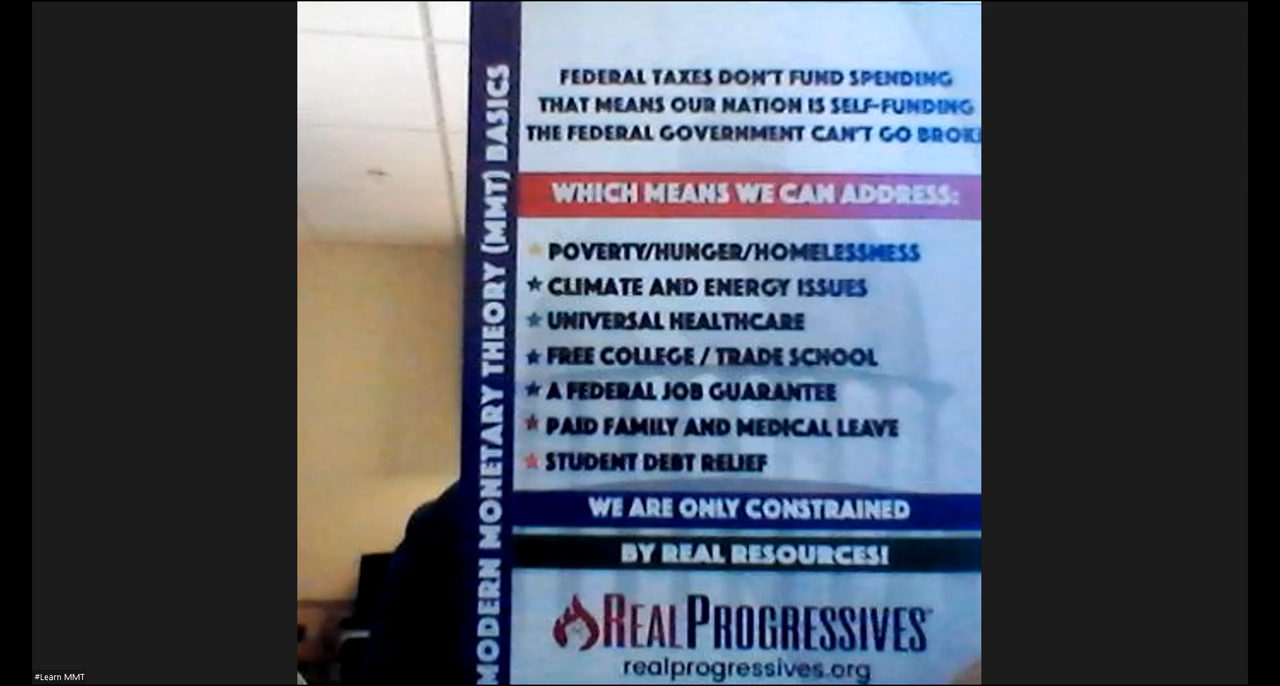 MODERN MONETARY THEORY (MMT) BASICS
FEDERAL TAXES DON'T FUND SPENDING
THAT MEANS OUR NATION IS SELF-FUNDING
THE FEDERAL GOVERNMENT CAN'T GO BROKE
WHICH MEANS WE CAN ADDRESS:
★ POVERTY/HUNGER/HOMELESSNESS
★ CLIMATE AND ENERGY ISSUES
★ UNIVERSAL HEALTHCARE
★ FREE COLLEGE / TRADE SCHOOL
★ A FEDERAL JOB GUARANTEE
★ PAID FAMILY AND MEDICAL LEAVE
★ STUDENT DEBT RELIEF
WE ARE ONLY CONSTRAINED
BY REAL RESOURCES!
REALPROGRESSIVES
realprogressives.org
#Learn MMT